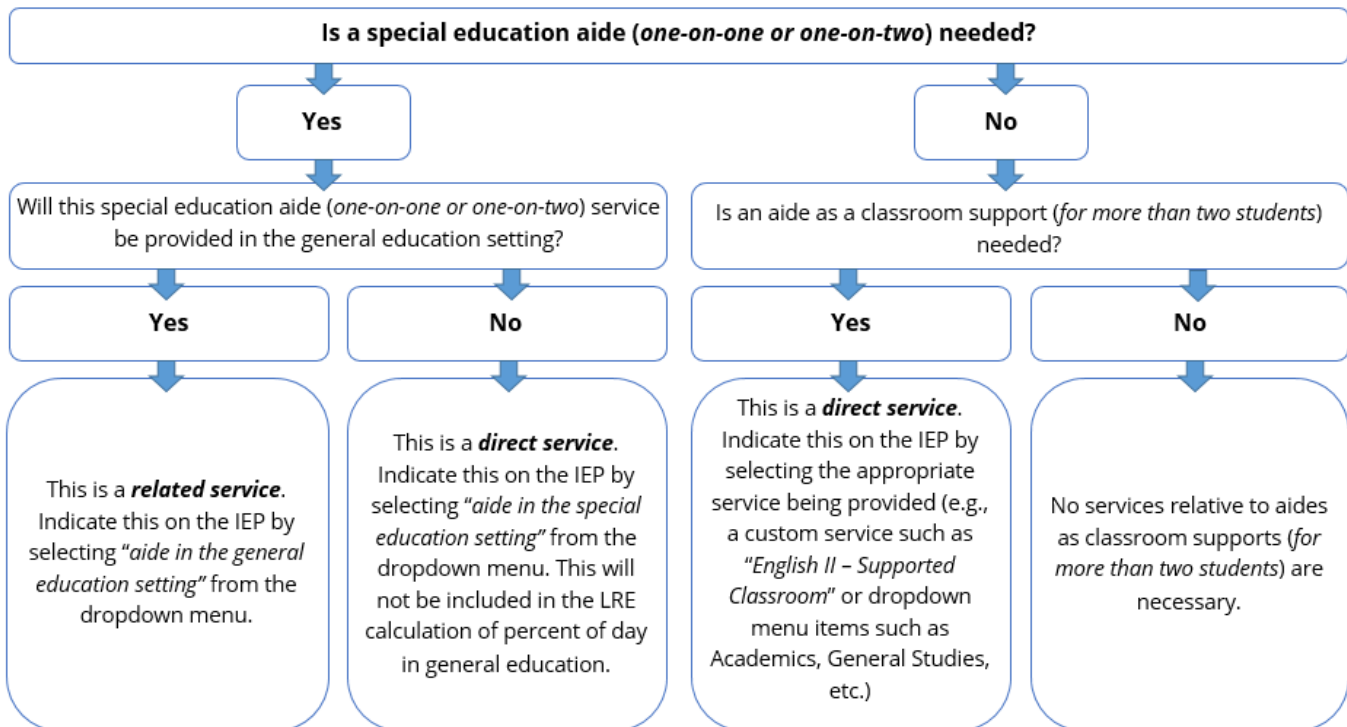 Is a special education aide (one-on-one or one-on-two) needed?
Yes
No
Will this special education aide (one-on-one or one-on-two) service
be provided in the general education setting?
Is an aide as a classroom support (for more than two students)
needed?
Yes
No
Yes
No
This is a related service.
Indicate this on the IEP by
selecting “aide in the general
education setting” from the
dropdown menu.
This is a direct service.
Indicate this on the IEP by
selecting “aide in the special
education setting” from the
dropdown menu. This will
not be included in the LRE
calculation of percent of day
in general education.
This is a direct service.
Indicate this on the IEP by
selecting the appropriate
service being provided (e.g.,
a custom service such as
“English II – Supported
Classroom” or dropdown
menu items such as
Academics, General Studies,
etc.)
No services relative to aides
as classroom supports (for
more than two students) are
necessary.